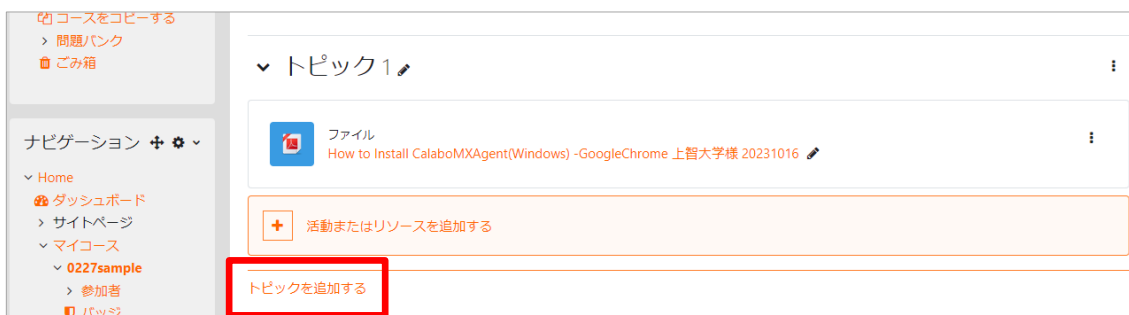 コースをコピーする
問題バンク
ごみ箱
ナビゲーション
Home
ダッシュボード
サイトページ
マイコース
0227sample
参加者
バッジ
トピック 1
ファイル
How to Install CalaboMXAgent(Windows) -GoogleChrome 上智大学様 20231016
活動またはリソースを追加する
トピックを追加する